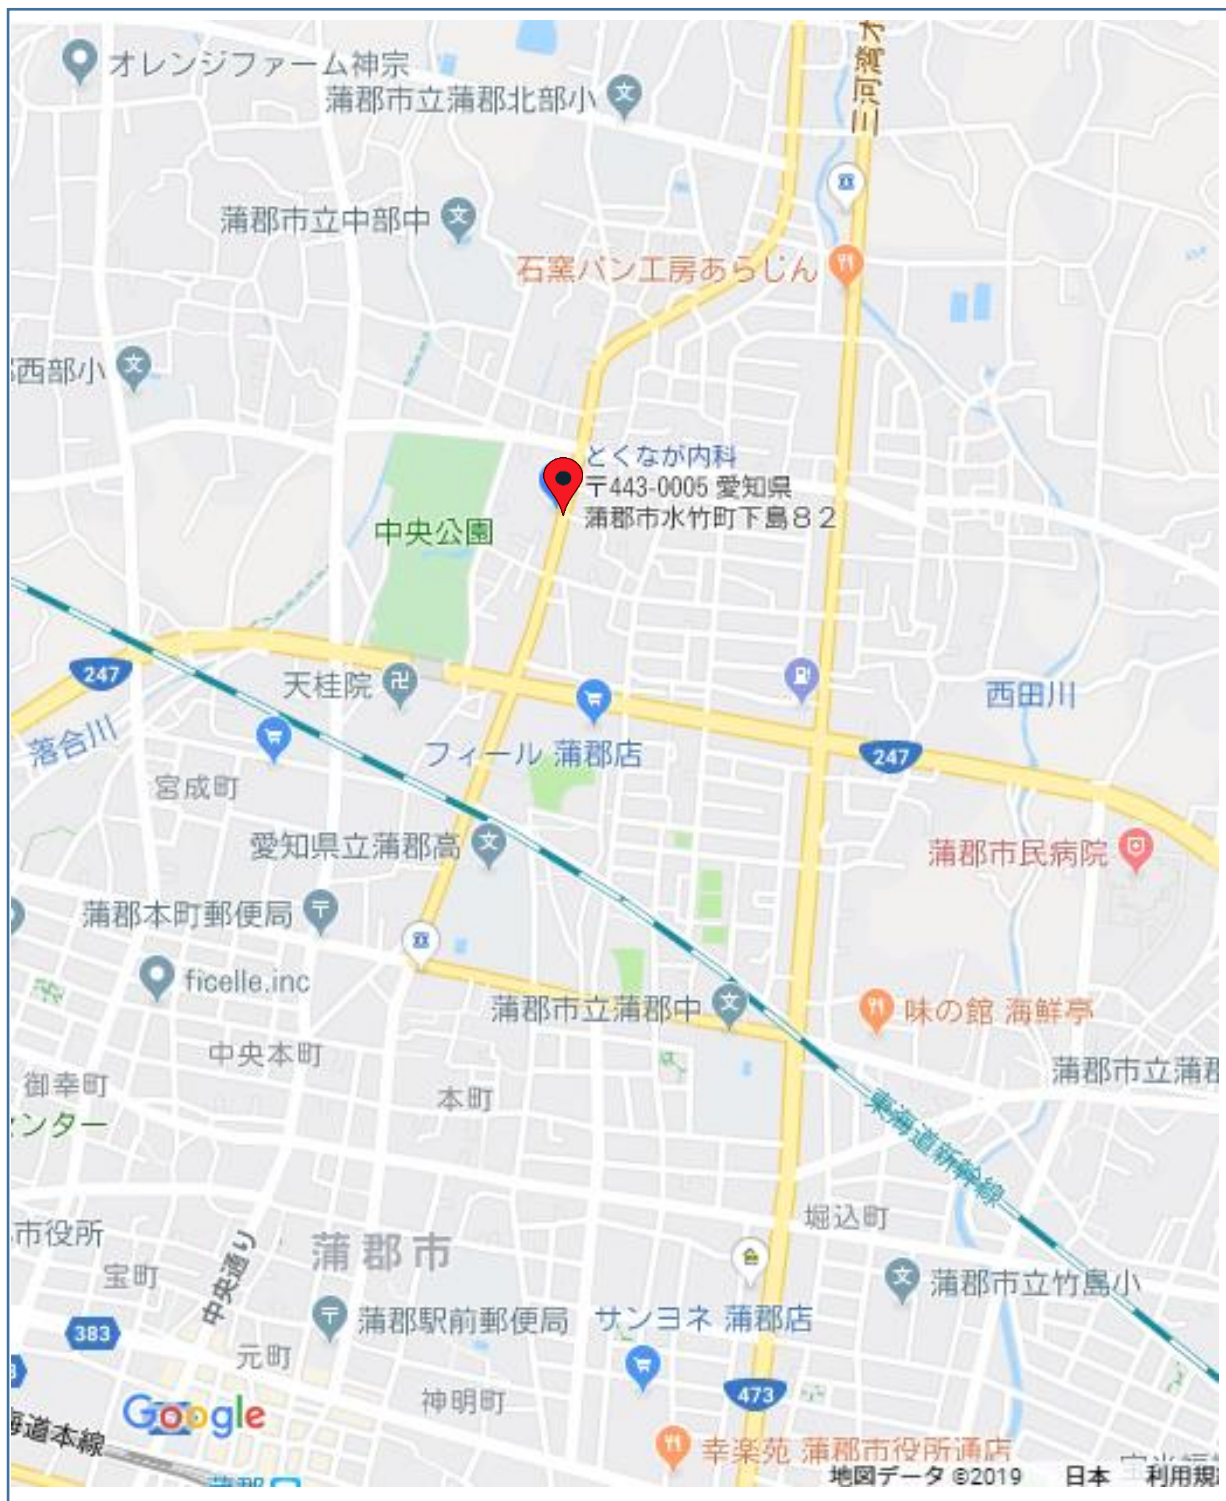 オレンジファーム神宗
蒲郡市立蒲郡北部小
三河湾オ
蒲郡市立中部中
石窯パン工房あらじん
西部小
とくなが内科
〒443-0005 愛知県
蒲郡市水竹町下島82
中央公園
247
天桂院
西田川
落合川
フィール 蒲郡店
247
宮成町
愛知県立蒲郡高
蒲郡市民病院
蒲郡本町郵便局
ficelle.inc
蒲郡市立蒲郡中
味の館 海鮮亭
中央本町
蒲郡市立蒲郡
御幸町
本町
ンター
東海道新幹線
堀込町
市役所
蒲郡市
中央通り
宝町
蒲郡市立竹島小
蒲郡駅前郵便局
サンヨネ 蒲郡店
383
元町
神明町
473
Google
海道本線
幸楽苑 蒲郡市役所通店
蒲郡
地図データ ©2019 日本 利用規